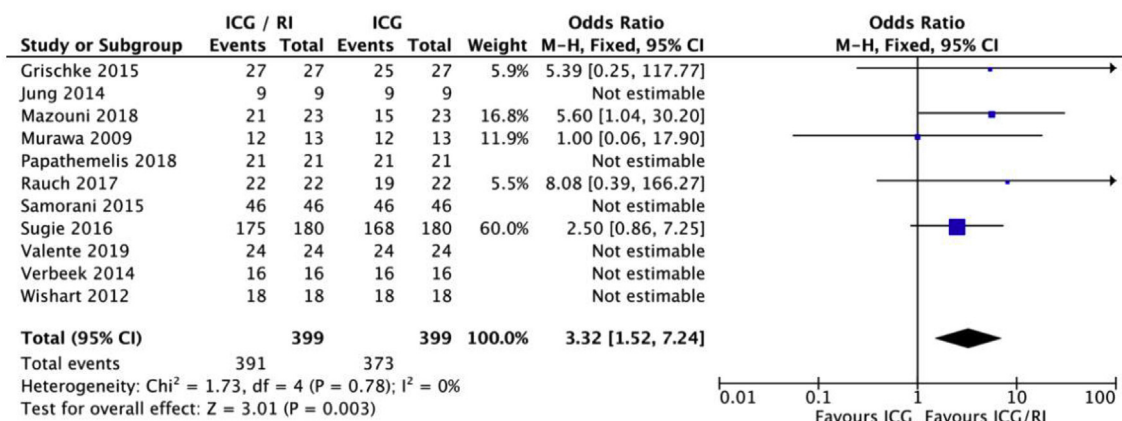 ICG / RI ICG Odds Ratio Odds Ratio
Study or Subgroup Events Total Events Total Weight M-H, Fixed, 95% CI M-H, Fixed, 95% CI
Grischke 2015 27 27 25 27 5.9% 5.39 [0.25, 117.77]
Jung 2014 9 9 9 9 Not estimable
Mazouni 2018 21 23 15 23 16.8% 5.60 [1.04, 30.20]
Murawa 2009 12 13 12 13 11.9% 1.00 [0.06, 17.90]
Papathemelis 2018 21 21 21 21 Not estimable
Rauch 2017 22 22 19 22 5.5% 8.08 [0.39, 166.27]
Samorani 2015 46 46 46 46 Not estimable
Sugie 2016 175 180 168 180 60.0% 2.50 [0.86, 7.25]
Valente 2019 24 24 24 24 Not estimable
Verbeek 2014 16 16 16 16 Not estimable
Wishart 2012 18 18 18 18 Not estimable
Total (95% CI) 399 399 100.0% 3.32 [1.52, 7.24]
Total events 391 373
Heterogeneity: Chi² = 1.73, df = 4 (P = 0.78); I² = 0%
Test for overall effect: Z = 3.01 (P = 0.003)
0.01 0.1 1 10 100
Favours ICG Favours ICG/RI